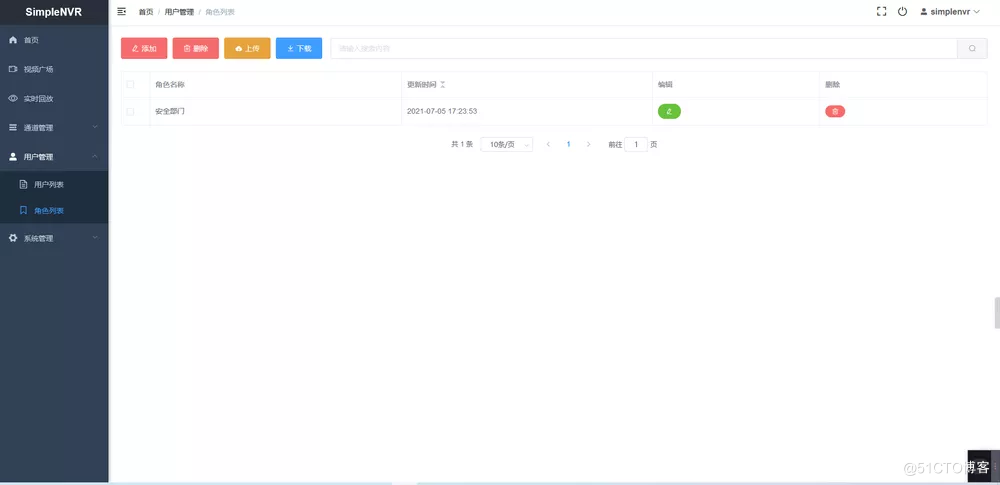 SimpleNVR
首页 / 用户管理 / 角色列表
simplenvr
首页
视频广场
实时回放
通道管理
用户管理
用户列表
角色列表
系统管理
添加 删除 上传 下载 请输入搜索内容
角色名称 更新时间 编辑 删除
安全部门 2021-07-05 17:23:53
共 1 条 10条/页 1 前往 1 页
@51CTO博客